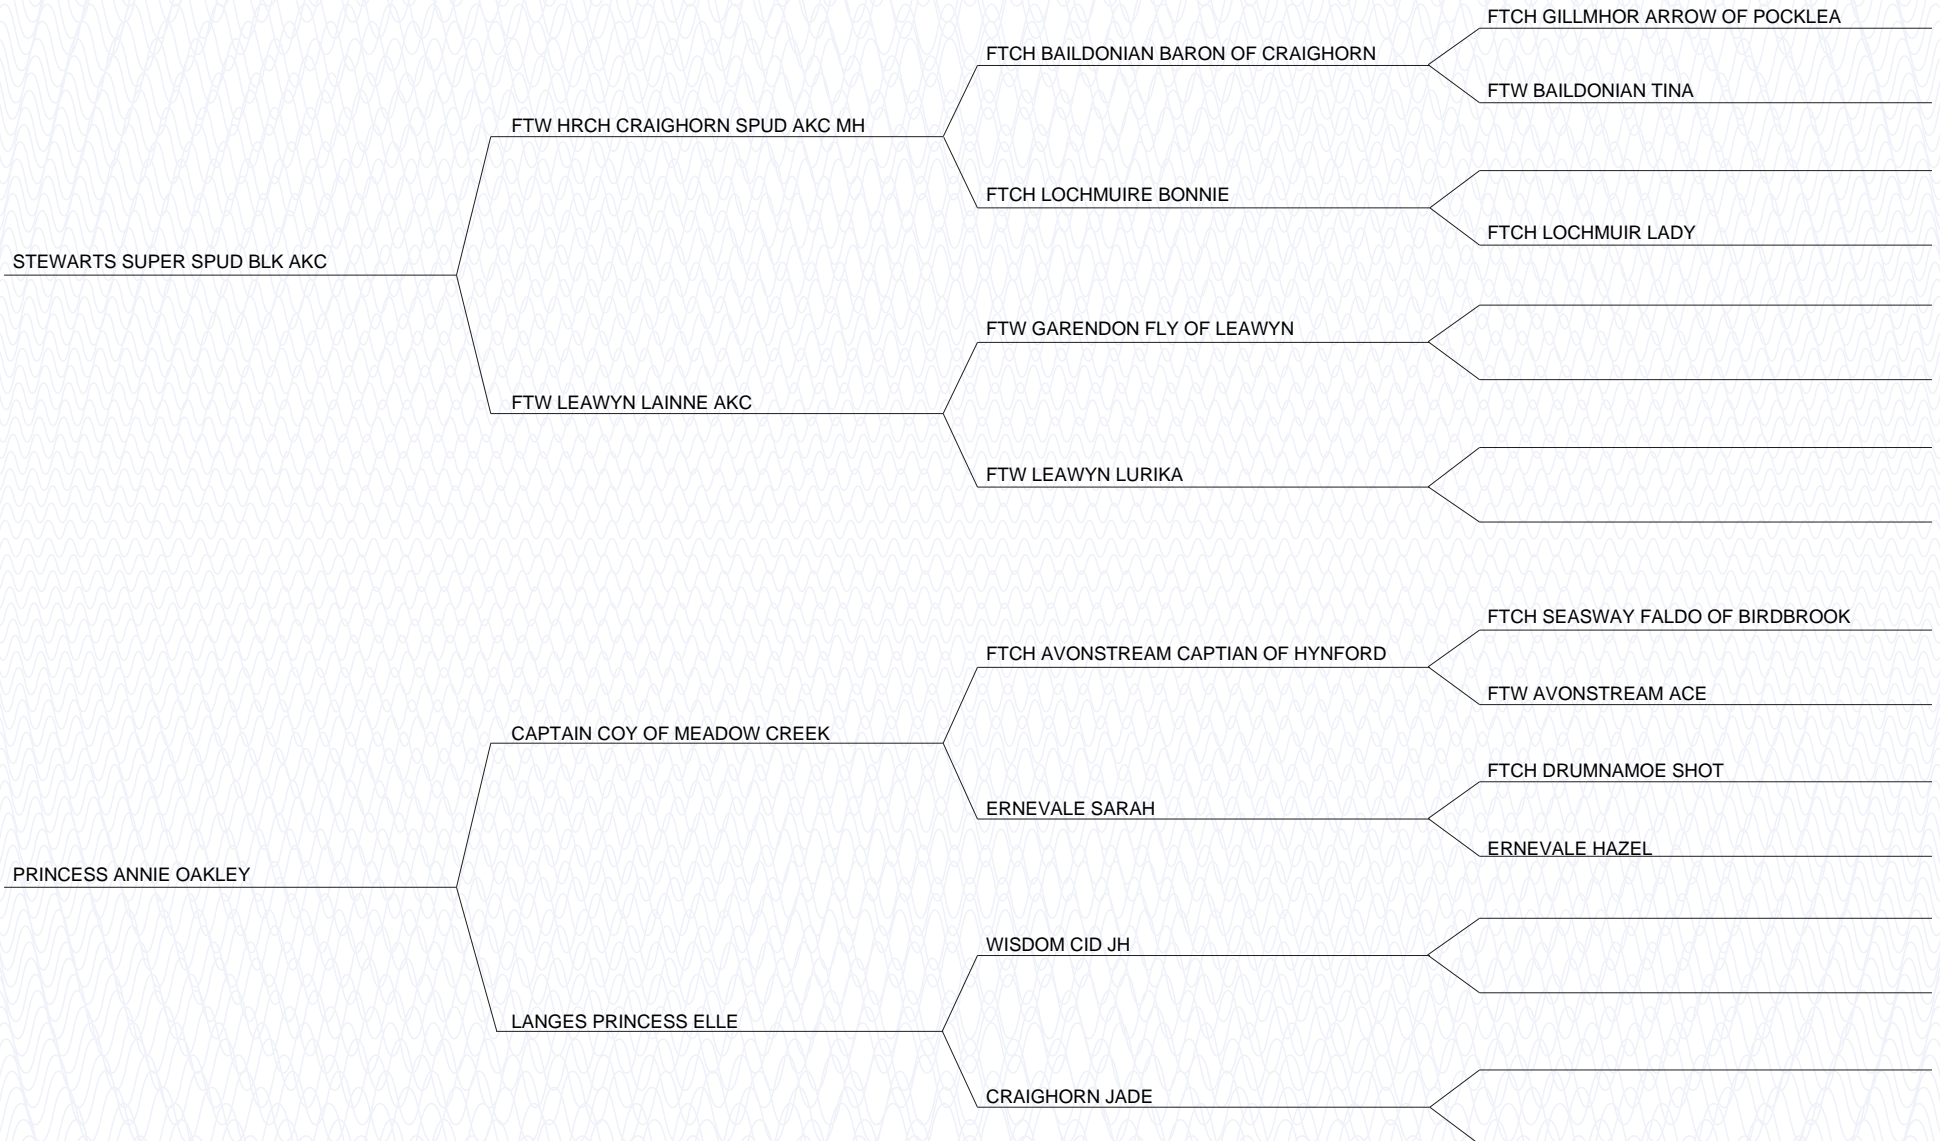 FTCH GILLMHOR ARROW OF POCKLEA
FTCH BAILDONIAN BARON OF CRAIGHORN
FTW BAILDONIAN TINA
FTW HRCH CRAIGHORN SPUD AKC MH
FTCH LOCHMUIRE BONNIE
FTCH LOCHMUIR LADY
STEWARTS SUPER SPUD BLK AKC
FTW GARENDON FLY OF LEAWYN
FTW LEAWYN LAINNE AKC
FTW LEAWYN LURIKA
FTCH SEASWAY FALDO OF BIRDBROOK
FTCH AVONSTREAM CAPTIAN OF HYNFORD
FTW AVONSTREAM ACE
CAPTAIN COY OF MEADOW CREEK
FTCH DRUMNAMOE SHOT
ERNEVALE SARAH
ERNEVALE HAZEL
PRINCESS ANNIE OAKLEY
WISDOM CID JH
LANGES PRINCESS ELLE
CRAIGHORN JADE